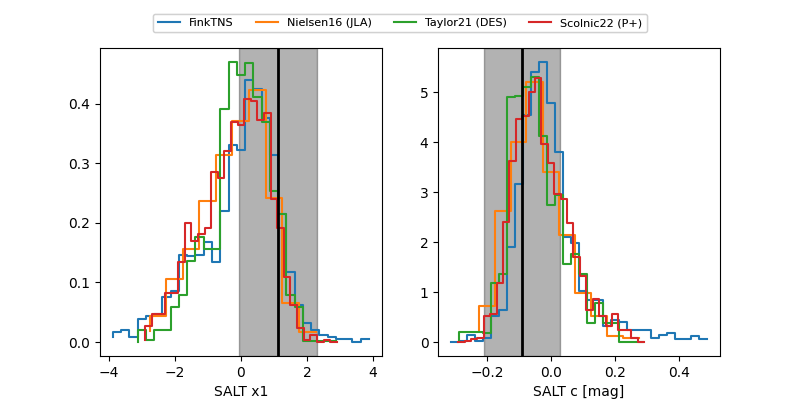 FinkTNS Nielsen16 (JLA) Taylor21 (DES) Scolnic22 (P+)
0.4
0.3
0.2
0.1
0.0
−4 −2 0 2 4
SALT x1
5
4
3
2
1
0
−0.2 0.0 0.2 0.4
SALT c [mag]